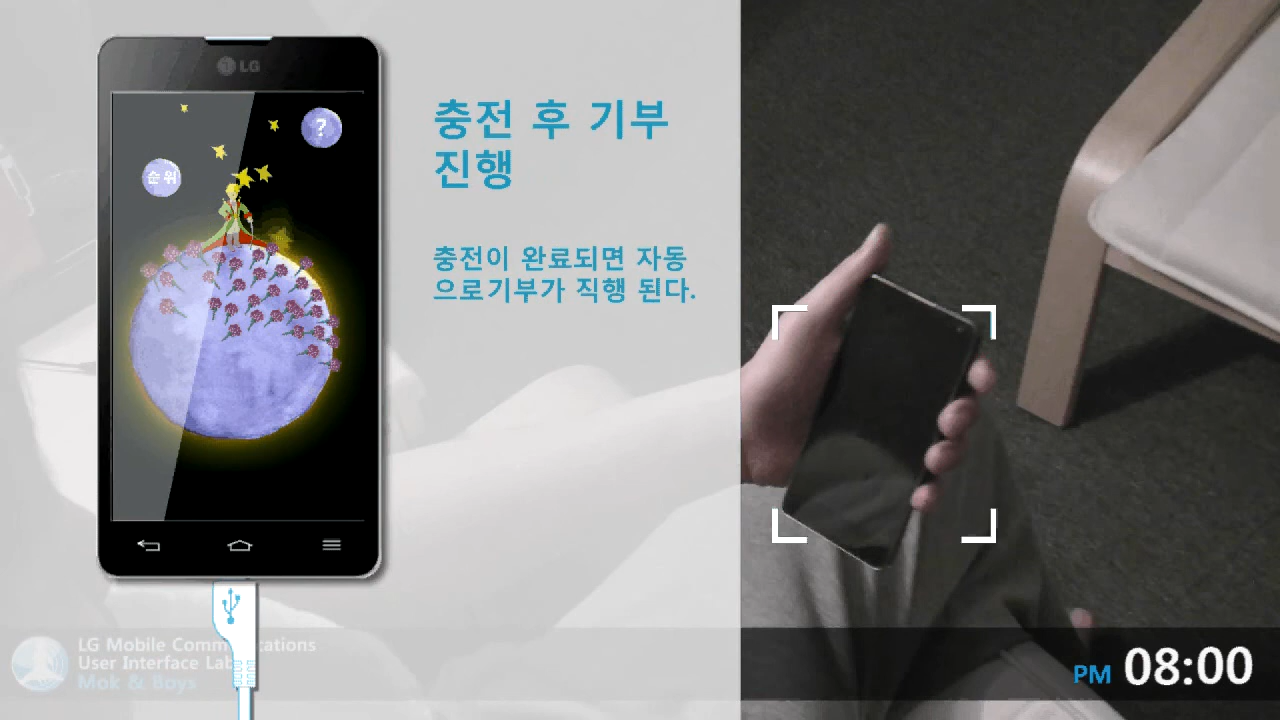 LG
?
순위
충전 후 기부
진행
충전이 완료되면 자동
으로기부가 직행 된다.
LG Mobile Comm cations
User Interface Lab
Mok & Boys
PM 08:00